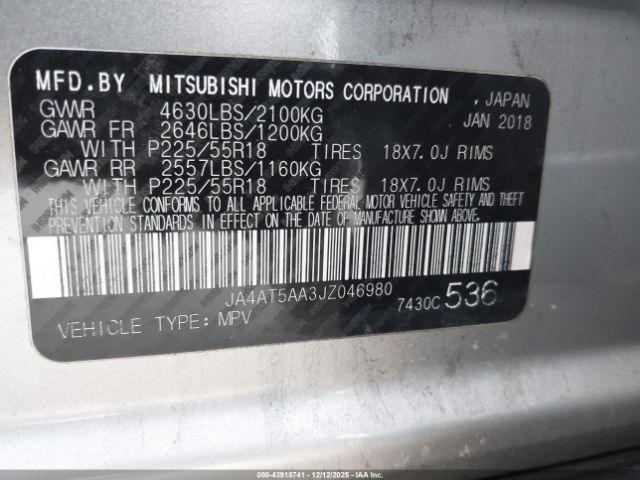 MFD.BY MITSUBISHI MOTORS CORPORATION , JAPAN
GVWR 4630LBS/2100KG JAN 2018
GAWR FR 2646LBS/1200KG
WITH P225/55R18 TIRES 18X7.0J RIMS
GAWR RR 2557LBS/1160KG
WITH P225/55R18 TIRES 18X7.0J RIMS
THIS VEHICLE CONFORMS TO ALL APPLICABLE FEDERAL MOTOR VEHICLE SAFETY AND THEFT
PREVENTION STANDARDS IN EFFECT ON THE DATE OF MANUFACTURE SHOWN ABOVE.
JA4AT5AA3JZ046980
7430C 536
VEHICLE TYPE: MPV
000-43918741 - 12/12/2025 - IAAI.COM